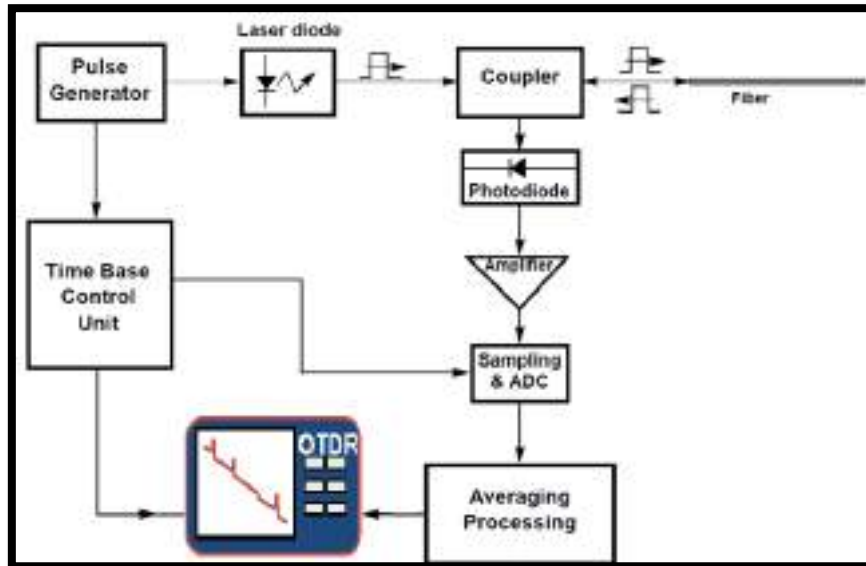 Laser diode
Pulse
Generator
Coupler
Fiber
Photodiode
Amplifier
Time Base
Control
Unit
Sampling
& ADC
OTDR
Averaging
Processing